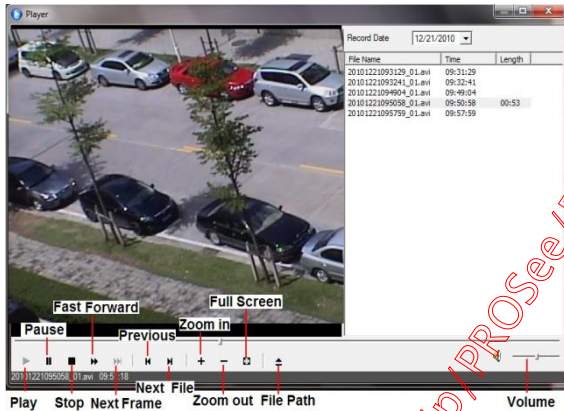 Player
Record Date 12/21/2010
File Name Time Length
20101221093129_01.avi 09:31:29
20101221093241_01.avi 09:32:41
20101221094904_01.avi 09:49:04
20101221095058_01.avi 09:50:58 00:53
20101221095759_01.avi 09:57:59
Fast Forward
Full Screen
Pause
Previous
Zoom in
20101221095058_01.avi
Next File
Play
Stop
Next Frame
Zoom out
File Path
Volume
p/PROSee/